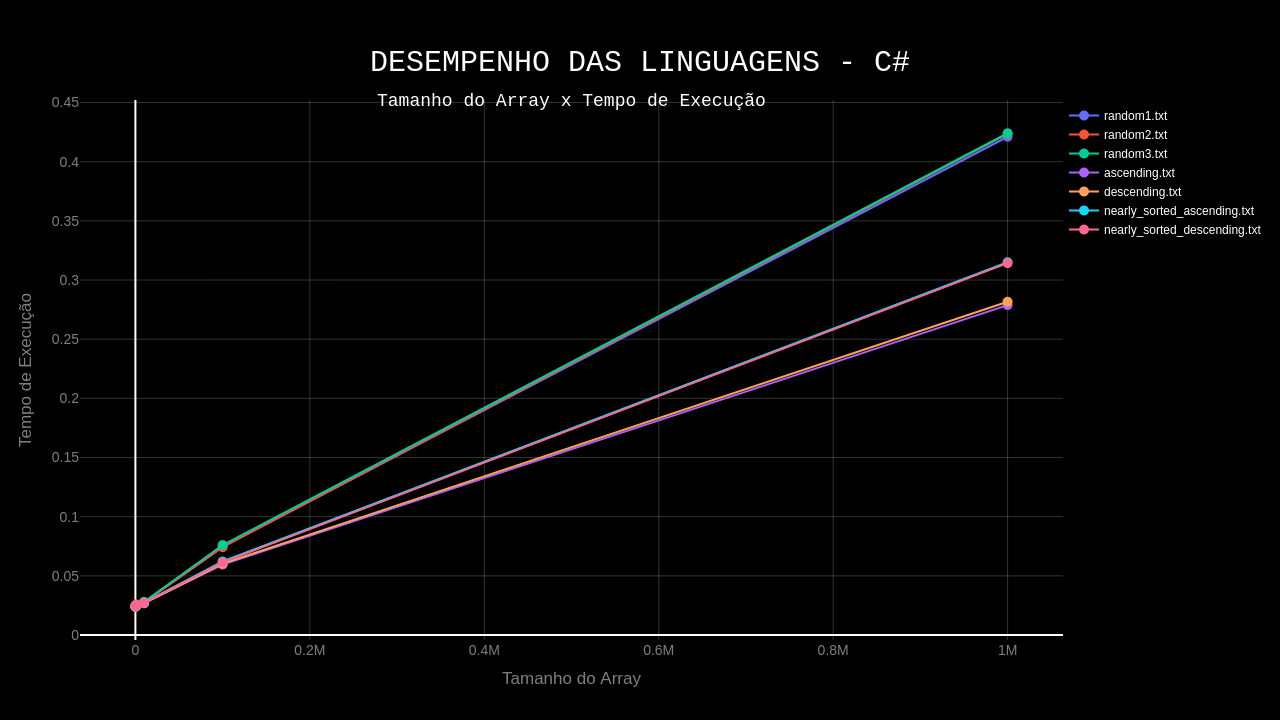 DESEMPENHO DAS LINGUAGENS - C#
Tamanho do Array x Tempo de Execução
0.45
0.4
0.35
0.3
0.25
0.2
0.15
0.1
0.05
0
Tempo de Execução
0
0.2M
0.4M
0.6M
0.8M
1M
Tamanho do Array
random1.txt
random2.txt
random3.txt
ascending.txt
descending.txt
nearly_sorted_ascending.txt
nearly_sorted_descending.txt